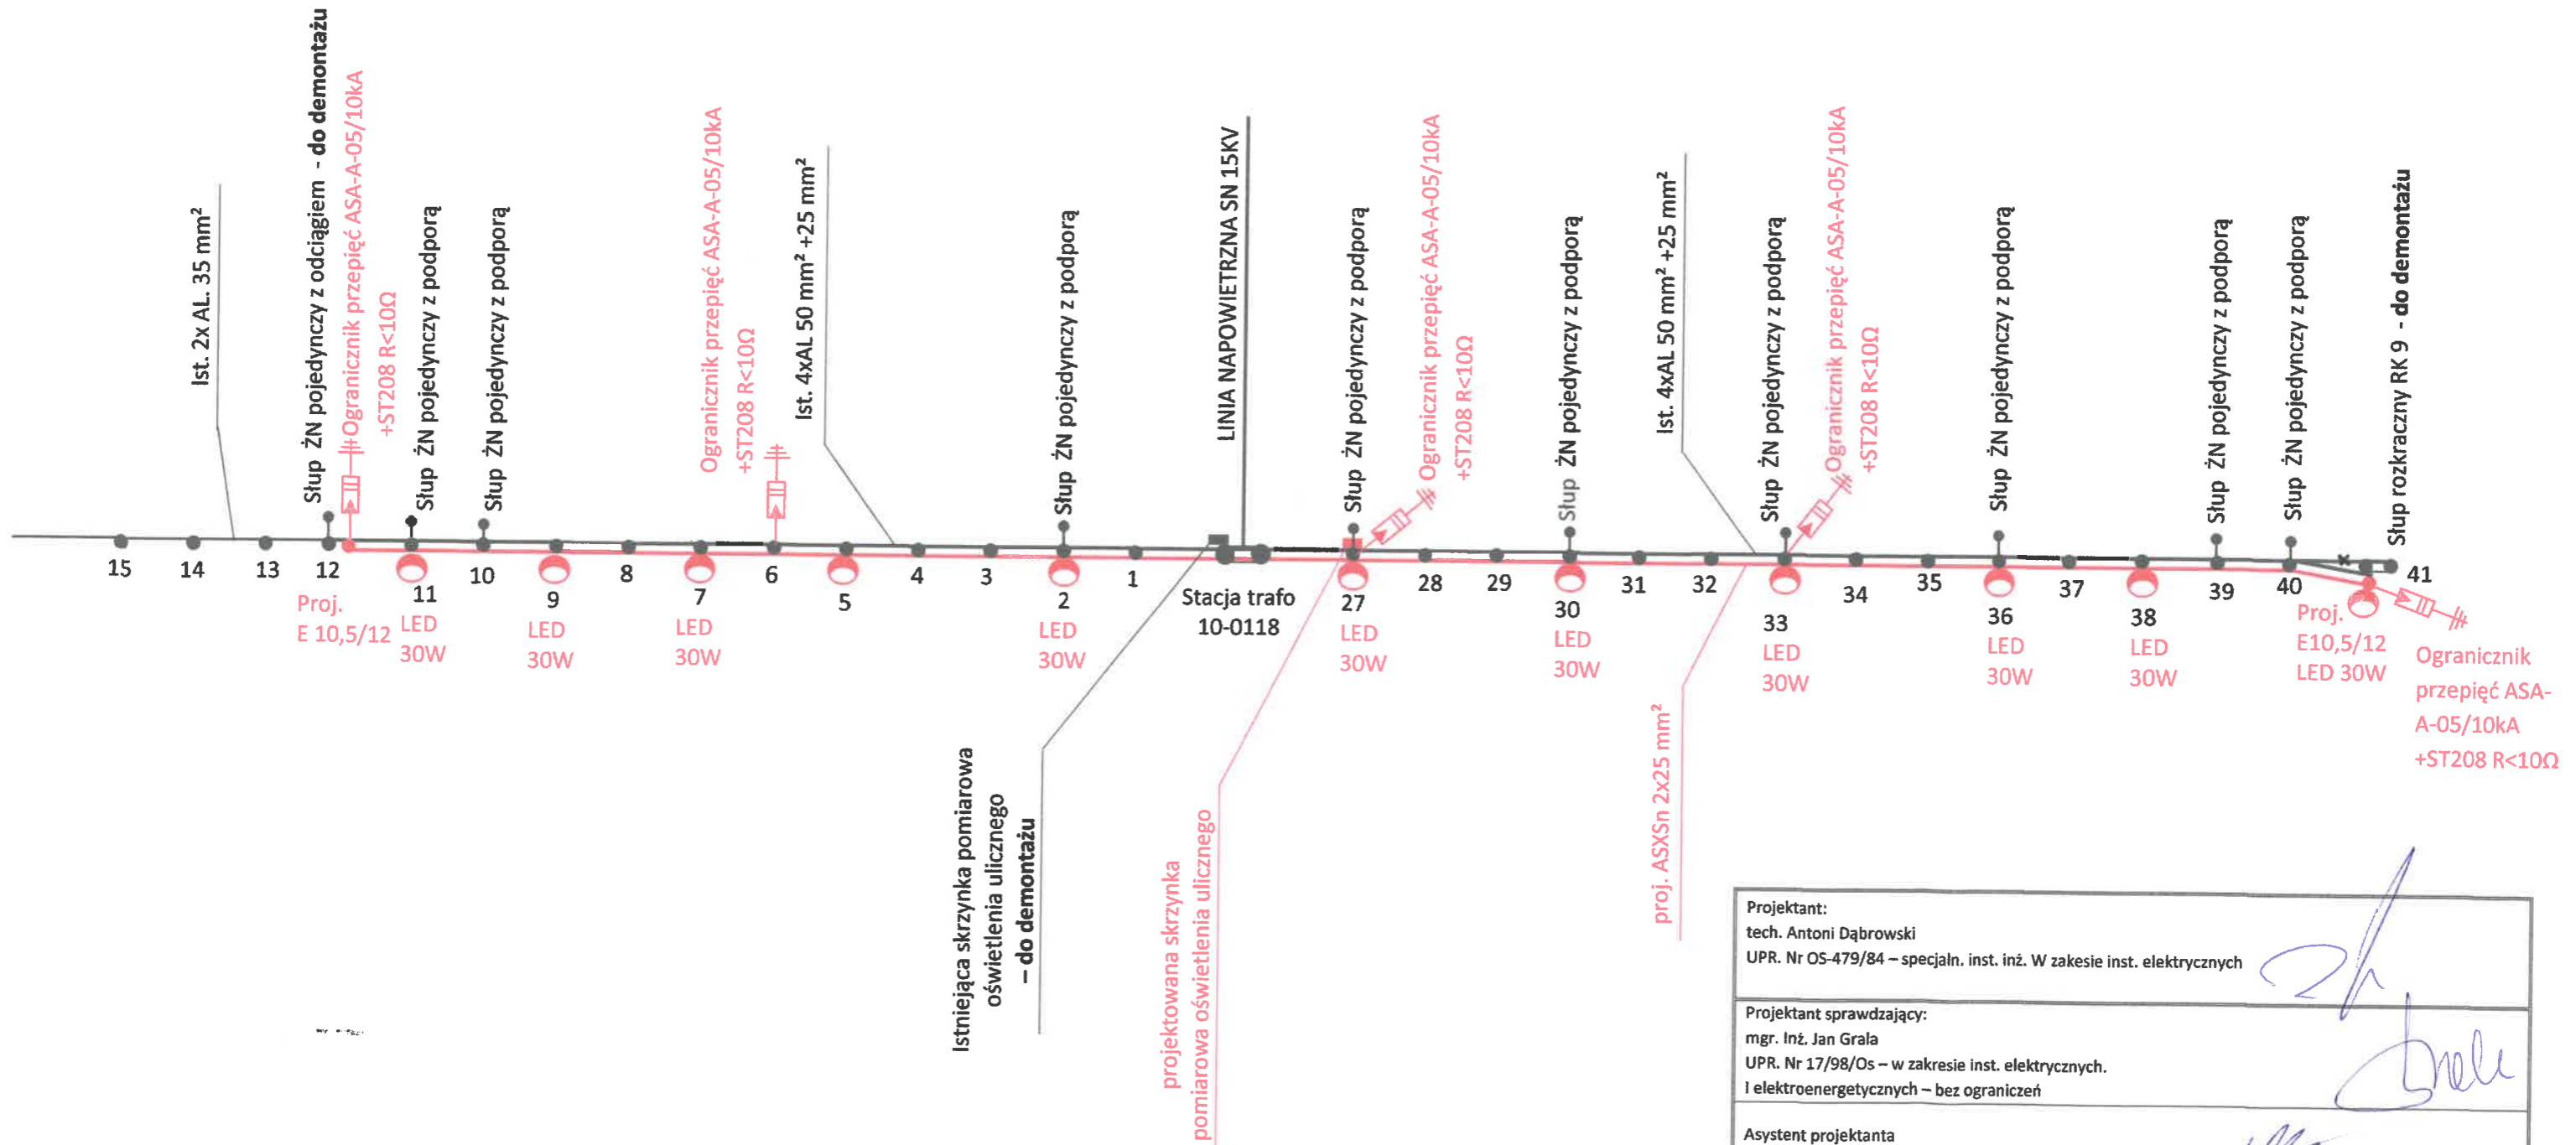 Ist. 2x AL. 35 mm²
Słup ŻN pojedynczy z odciągiem - do demontażu
Ogranicznik przepięć ASA-A-05/10kA
+ST208 R<10Ω
Słup ŻN pojedynczy z podporą
Słup ŻN pojedynczy z podporą
Ogranicznik przepięć ASA-A-05/10kA
+ST208 R<10Ω
Ist. 4xAL 50 mm² +25 mm²
Słup ŻN pojedynczy z podporą
LINIA NAPOWIETRZNA SN 15KV
Słup ŻN pojedynczy z podporą
Ogranicznik przepięć ASA-A-05/10kA
+ST208 R<10Ω
Słup ŻN pojedynczy z podporą
Ist. 4xAL 50 mm² +25 mm²
Słup ŻN pojedynczy z podporą
Ogranicznik przepięć ASA-A-05/10kA
+ST208 R<10Ω
Słup ŻN pojedynczy z podporą
Słup ŻN pojedynczy z podporą
Słup ŻN pojedynczy z podporą
Słup rozkraczny RK 9 - do demontażu
15
14
13
12
Proj.
E 10,5/12
11
LED
30W
10
9
LED
30W
8
7
LED
30W
6
5
4
3
2
LED
30W
1
Stacja trafo
10-0118
27
LED
30W
28
29
30
LED
30W
31
32
33
LED
30W
34
35
36
LED
30W
37
38
LED
30W
39
40
Proj.
E10,5/12
LED 30W
41
Ogranicznik
przepięć ASA-
A-05/10kA
+ST208 R<10Ω
Istniejąca skrzynka pomiarowa
oświetlenia ulicznego
– do demontażu
projektowana skrzynka
pomiarowa oświetlenia ulicznego
proj. ASXSn 2x25 mm²
Projektant:
tech. Antoni Dąbrowski
UPR. Nr OS-479/84 – specjaln. inst. inż. W zakesie inst. elektrycznych
Projektant sprawdzający:
mgr. Inż. Jan Grala
UPR. Nr 17/98/Os – w zakresie inst. elektrycznych.
I elektroenergetycznych – bez ograniczeń
Asystent projektanta